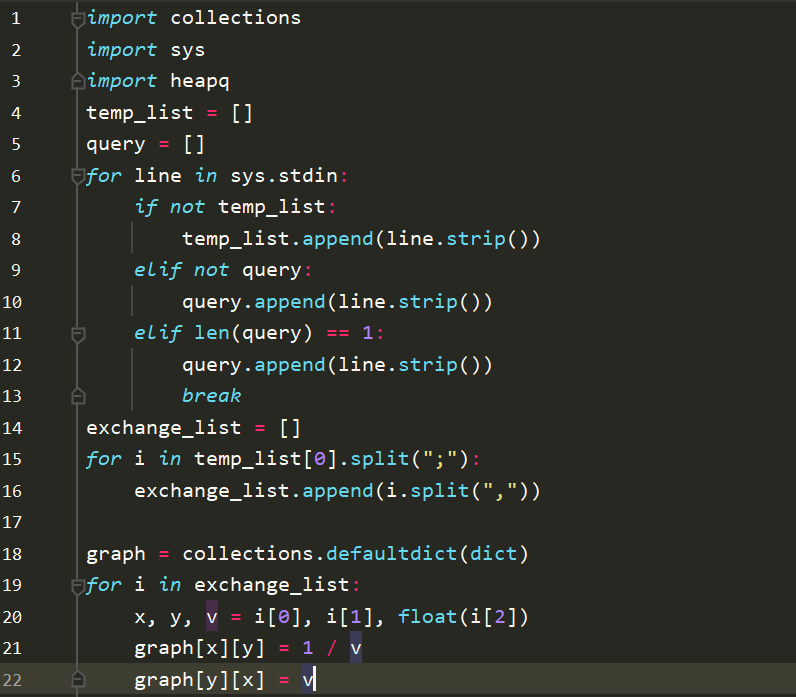 1 import collections
2 import sys
3 import heapq
4 temp_list = []
5 query = []
6 for line in sys.stdin:
7     if not temp_list:
8         temp_list.append(line.strip())
9     elif not query:
10         query.append(line.strip())
11     elif len(query) == 1:
12         query.append(line.strip())
13         break
14 exchange_list = []
15 for i in temp_list[0].split(";"):
16     exchange_list.append(i.split(","))
17
18 graph = collections.defaultdict(dict)
19 for i in exchange_list:
20     x, y, v = i[0], i[1], float(i[2])
21     graph[x][y] = 1 / v
22     graph[y][x] = v